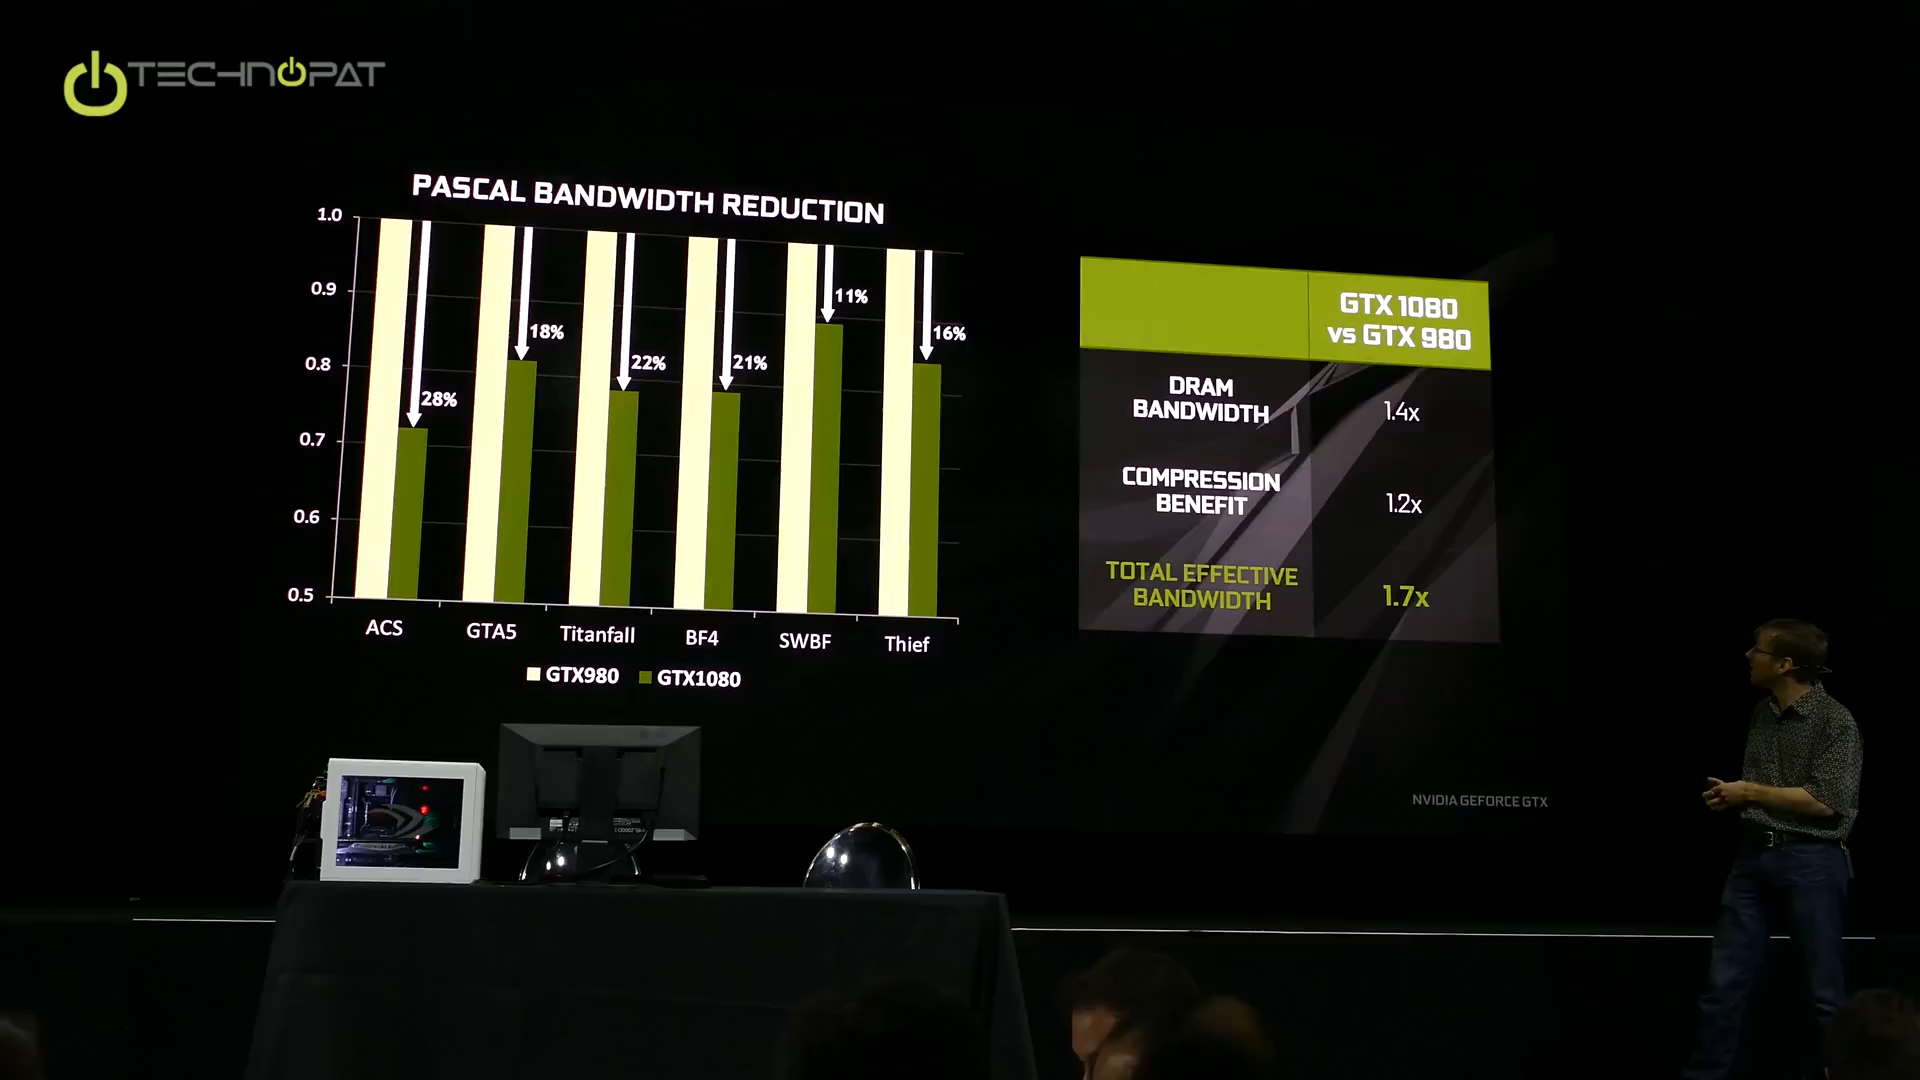 TECHNOPAT
PASCAL BANDWIDTH REDUCTION
1.0
0.9
0.8
0.7
0.6
0.5
28%
18%
22%
21%
11%
16%
ACS
GTA5
Titanfall
BF4
SWBF
Thief
GTX980
GTX1080
GTX 1080
vs GTX 980
DRAM
BANDWIDTH
1.4x
COMPRESSION
BENEFIT
1.2x
TOTAL EFFECTIVE
BANDWIDTH
1.7x
NVIDIA GEFORCE GTX